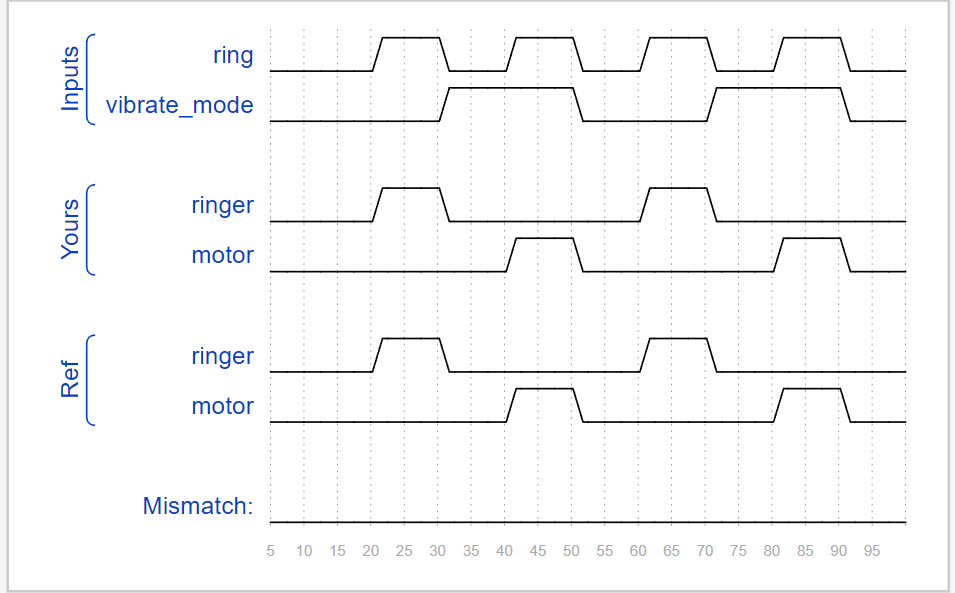 Inputs
ring
vibrate_mode
Yours
ringer
motor
Ref
ringer
motor
Mismatch:
5 10 15 20 25 30 35 40 45 50 55 60 65 70 75 80 85 90 95